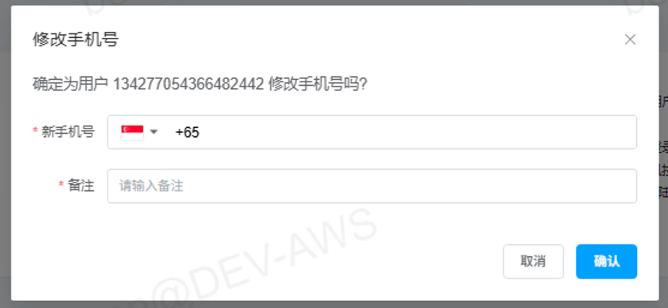 修改手机号
确定为用户 134277054366482442 修改手机号吗?
* 新手机号 +65
* 备注 请输入备注
取消 确认
@DEV-AWS